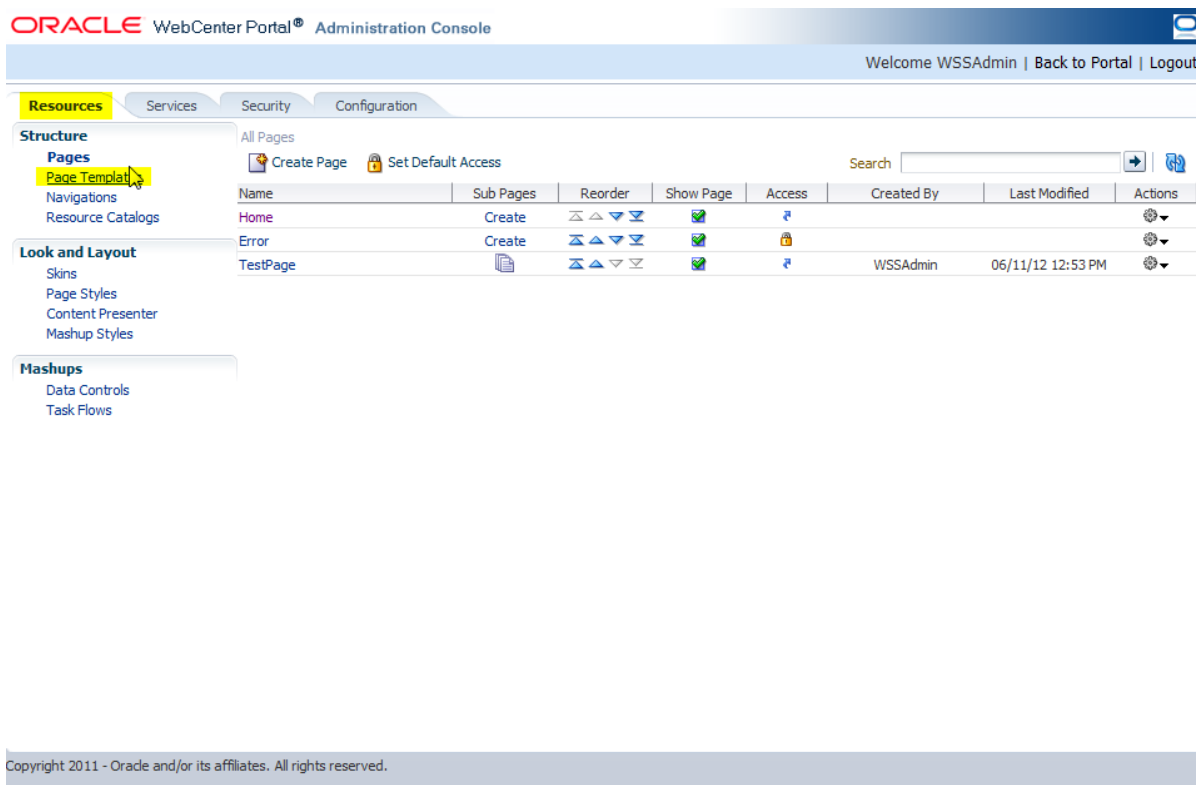 ORACLE WebCenter Portal® Administration Console
Welcome WSSAdmin | Back to Portal | Logout
Resources Services Security Configuration
Structure
Pages
Page Templat
Navigations
Resource Catalogs
Look and Layout
Skins
Page Styles
Content Presenter
Mashup Styles
Mashups
Data Controls
Task Flows
All Pages
Create Page Set Default Access Search
Name Sub Pages Reorder Show Page Access Created By Last Modified Actions
Home Create
Error Create
TestPage WSSAdmin 06/11/12 12:53 PM
Copyright 2011 - Oracle and/or its affiliates. All rights reserved.